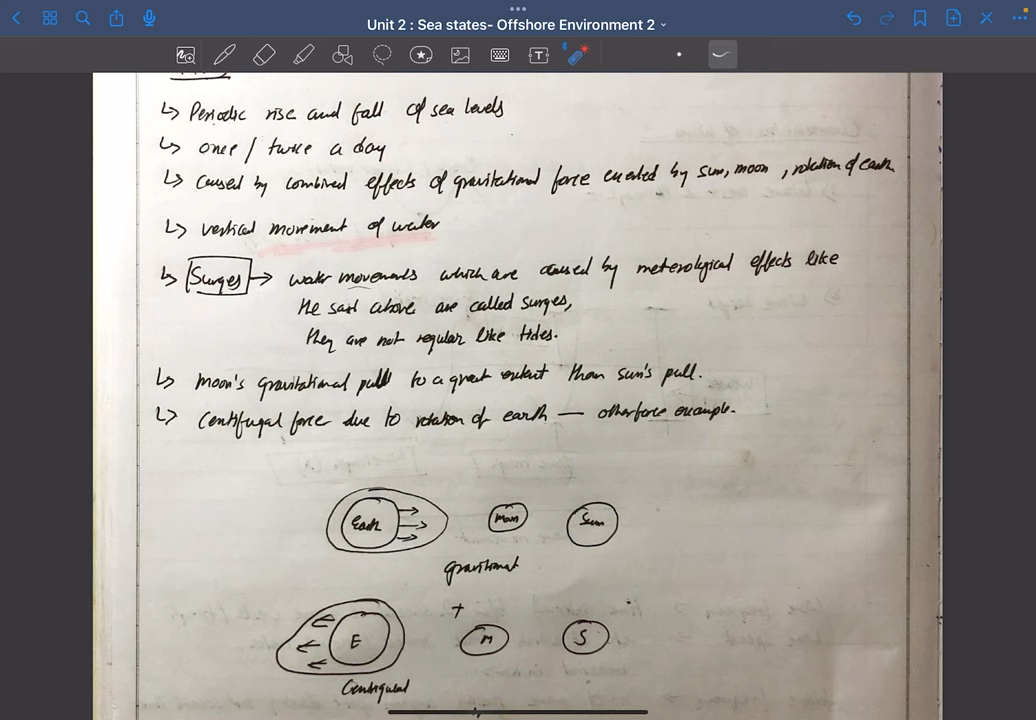 Unit 2 : Sea states- Offshore Environment 2
↳ Periodic rise and fall of sea levels
↳ once / twice a day
↳ caused by combined effects of gravitational force created by sun, moon, rotation of earth
↳ vertical movement of water
↳ Surges → water movements which are caused by meterological effects like
the said above are called surges,
they are not regular like tides.
↳ Moon's gravitational pull to a great extent than sun's pull.
↳ Centifugal force due to rotation of earth — other force example.
Earth Moon Sun
gravitional
+
E M S